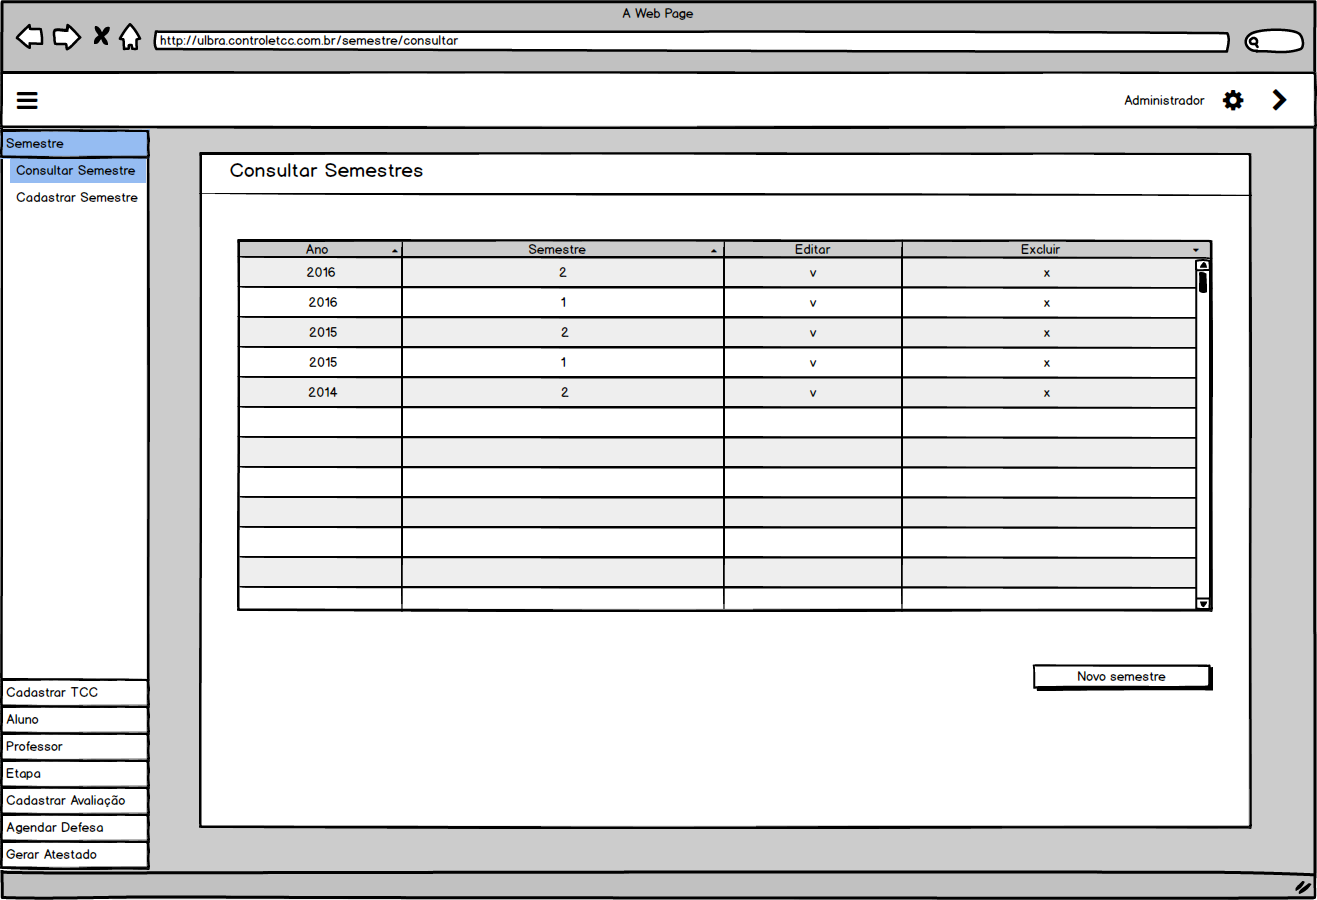 A Web Page
http://ulbra.controletcc.com.br/semestre/consultar
Administrador
Semestre
Consultar Semestre
Cadastrar Semestre
Cadastrar TCC
Aluno
Professor
Etapa
Cadastrar Avaliação
Agendar Defesa
Gerar Atestado
Consultar Semestres
Ano Semestre Editar Excluir
2016 2 v x
2016 1 v x
2015 2 v x
2015 1 v x
2014 2 v x
Novo semestre